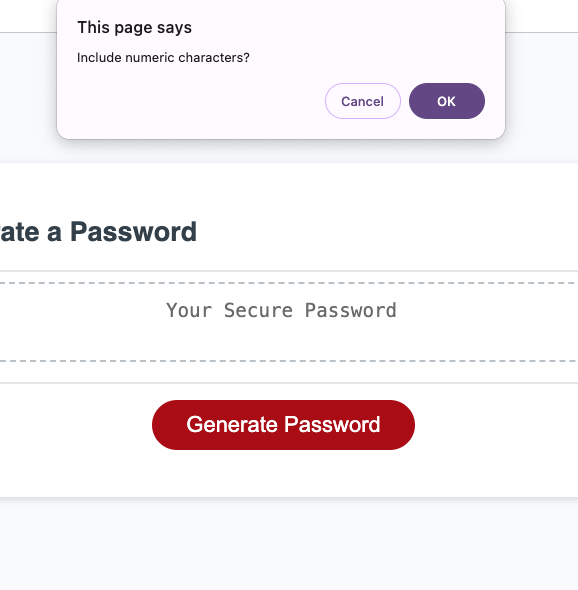 This page says
Include numeric characters?
Cancel
OK
ate a Password
Your Secure Password
Generate Password